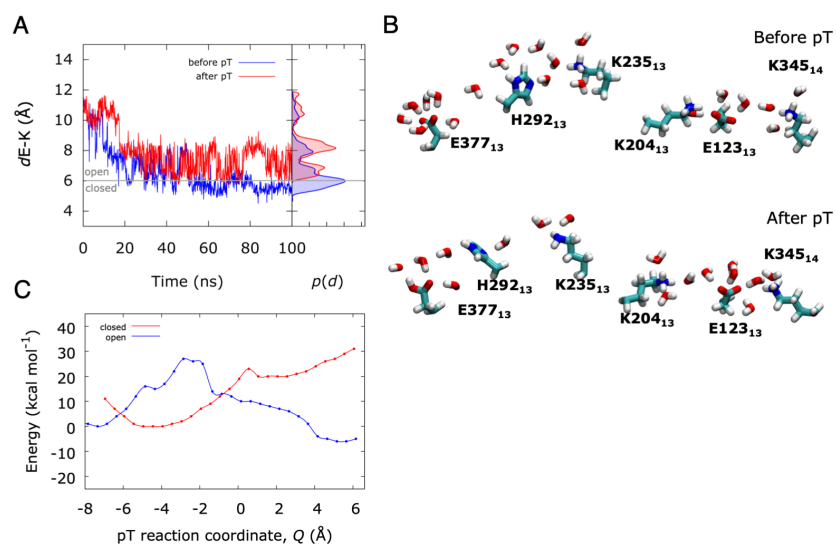 A
before pT
after pT
14
12
10
8
6
4
dE-K (Å)
open
closed
0
20
40
60
80
100
Time (ns)
p(d)
B
Before pT
K235₁₃
K345₁₄
H292₁₃
E377₁₃
K204₁₃
E123₁₃
After pT
K345₁₄
H292₁₃
K235₁₃
E377₁₃
K204₁₃
E123₁₃
C
closed
open
40
30
20
10
0
-10
-20
Energy (kcal mol⁻¹)
-8
-6
-4
-2
0
2
4
6
pT reaction coordinate, Q (Å)